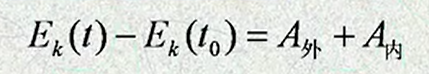 E_k(t) − E_k(t_0) = A_外 + A_内